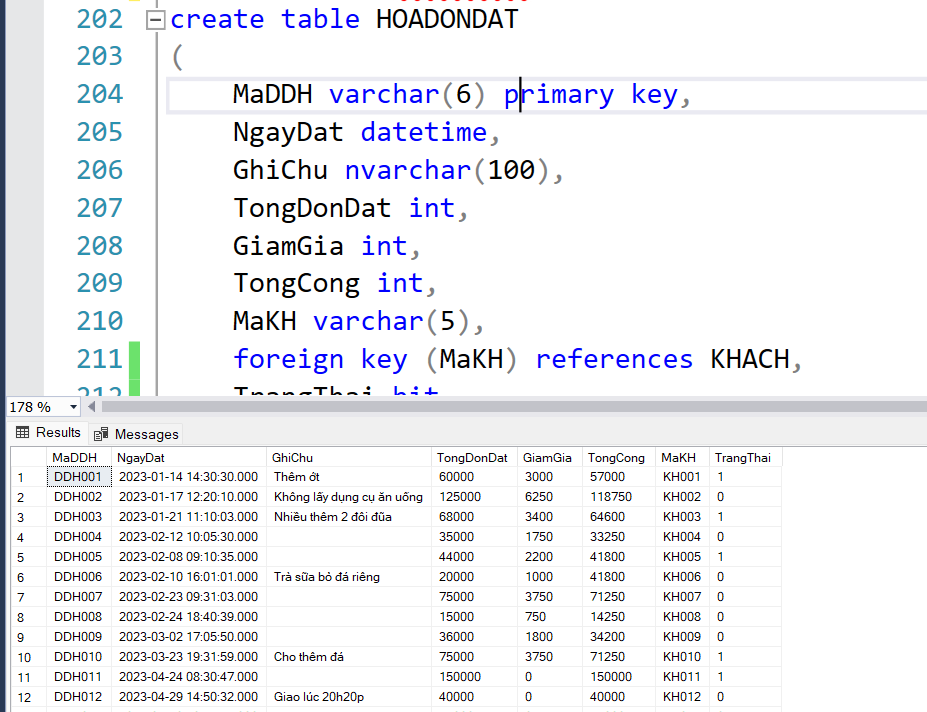 202 create table HOADONDAT
203 (
204 MaDDH varchar(6) primary key,
205 NgayDat datetime,
206 GhiChu nvarchar(100),
207 TongDonDat int,
208 GiamGia int,
209 TongCong int,
210 MaKH varchar(5),
211 foreign key (MaKH) references KHACH,
212 TrangThai bit
178 %
Results Messages
MaDDH NgayDat GhiChu TongDonDat GiamGia TongCong MaKH TrangThai
1 DDH001 2023-01-14 14:30:30.000 Thêm ớt 60000 3000 57000 KH001 1
2 DDH002 2023-01-17 12:20:10.000 Không lấy dụng cụ ăn uống 125000 6250 118750 KH002 0
3 DDH003 2023-01-21 11:10:03.000 Nhiều thêm 2 đôi đũa 68000 3400 64600 KH003 1
4 DDH004 2023-02-12 10:05:30.000 35000 1750 33250 KH004 0
5 DDH005 2023-02-08 09:10:35.000 44000 2200 41800 KH005 1
6 DDH006 2023-02-10 16:01:01.000 Trà sữa bỏ đá riêng 20000 1000 41800 KH006 0
7 DDH007 2023-02-23 09:31:03.000 75000 3750 71250 KH007 0
8 DDH008 2023-02-24 18:40:39.000 15000 750 14250 KH008 0
9 DDH009 2023-03-02 17:05:50.000 36000 1800 34200 KH009 0
10 DDH010 2023-03-23 19:31:59.000 Cho thêm đá 75000 3750 71250 KH010 1
11 DDH011 2023-04-24 08:30:47.000 150000 0 150000 KH011 1
12 DDH012 2023-04-29 14:50:32.000 Giao lúc 20h20p 40000 0 40000 KH012 0